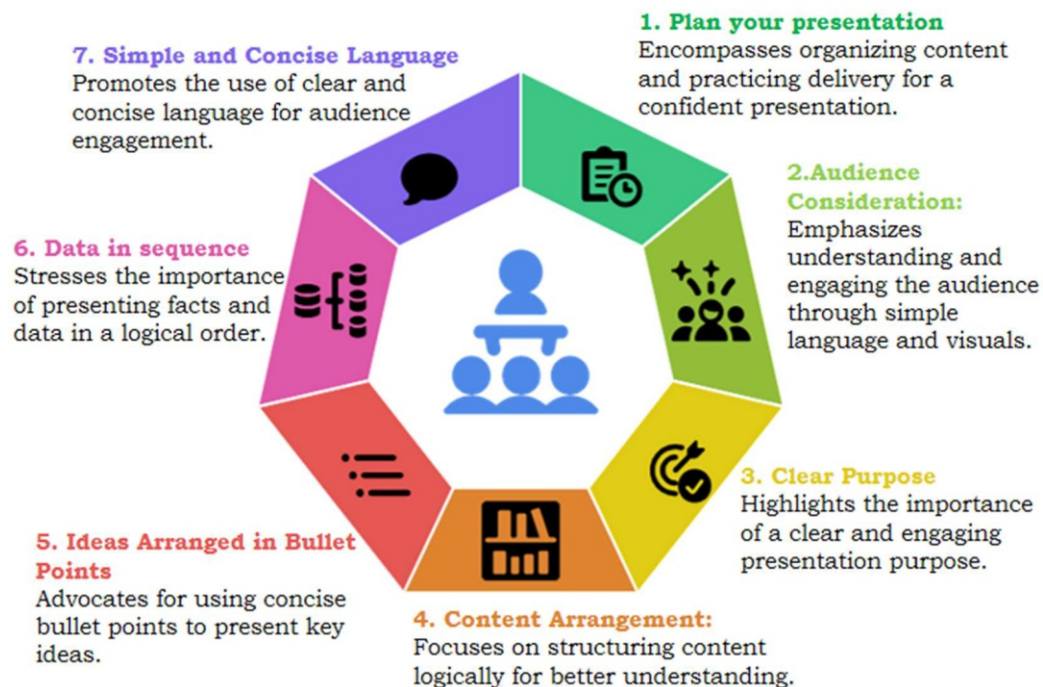 1. Plan your presentation
Encompasses organizing content
and practicing delivery for a
confident presentation.
2.Audience
Consideration:
Emphasizes
understanding and
engaging the audience
through simple
language and visuals.
3. Clear Purpose
Highlights the importance
of a clear and engaging
presentation purpose.
4. Content Arrangement:
Focuses on structuring content
logically for better understanding.
5. Ideas Arranged in Bullet
Points
Advocates for using concise
bullet points to present key
ideas.
6. Data in sequence
Stresses the importance
of presenting facts and
data in a logical order.
7. Simple and Concise Language
Promotes the use of clear and
concise language for audience
engagement.